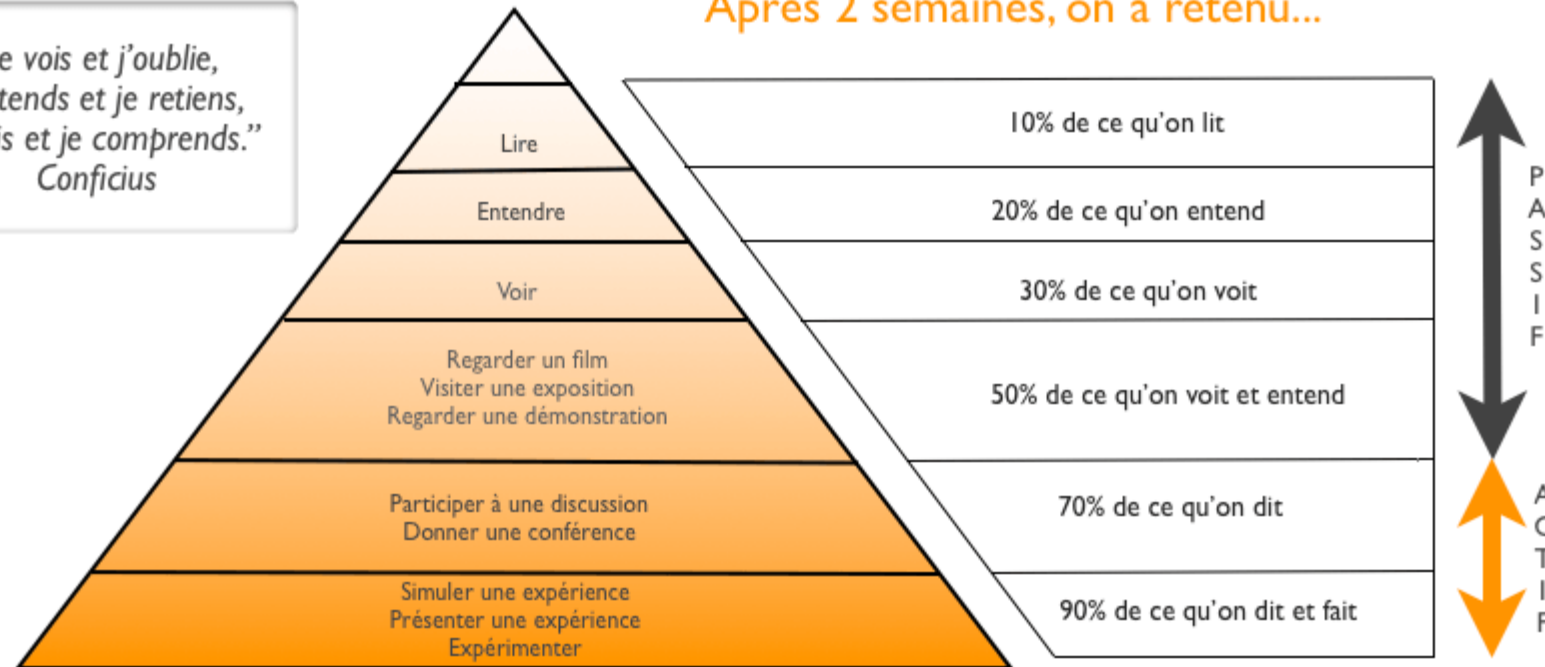 Après 2 semaines, on a retenu...
e vois et j’oublie,
tends et je retiens,
is et je comprends.”
Conficius
Lire
10% de ce qu’on lit
Entendre
20% de ce qu’on entend
Voir
30% de ce qu’on voit
Regarder un film
Visiter une exposition
Regarder une démonstration
50% de ce qu’on voit et entend
Participer à une discussion
Donner une conférence
70% de ce qu’on dit
Simuler une expérience
Présenter une expérience
Expérimenter
90% de ce qu’on dit et fait
PASSIF
ACTIF